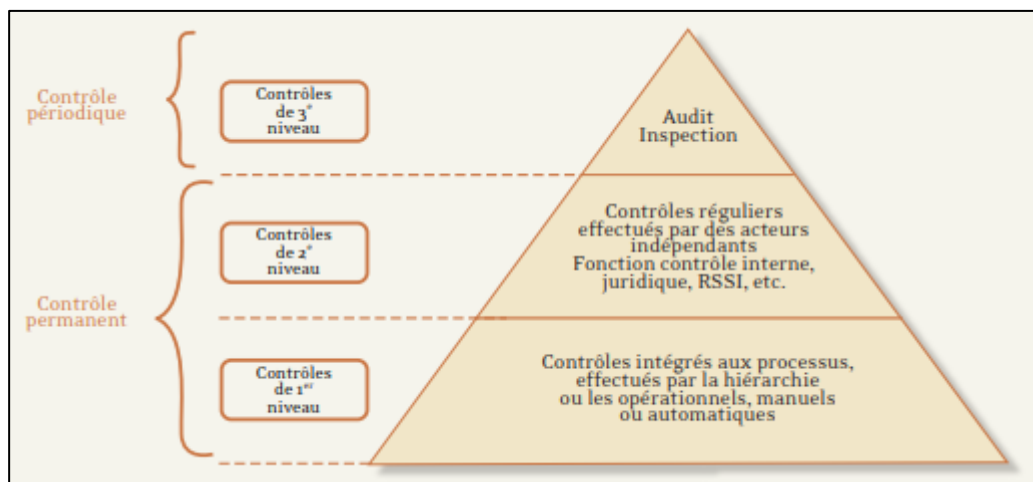 Contrôle
périodique
Contrôles
de 3e
niveau
Audit
Inspection
Contrôles
de 2e
niveau
Contrôles réguliers
effectués par des acteurs
indépendants
Fonction contrôle interne,
juridique, RSSI, etc.
Contrôle
permanent
Contrôles
de 1er
niveau
Contrôles intégrés aux processus,
effectués par la hiérarchie
ou les opérationnels, manuels
ou automatiques